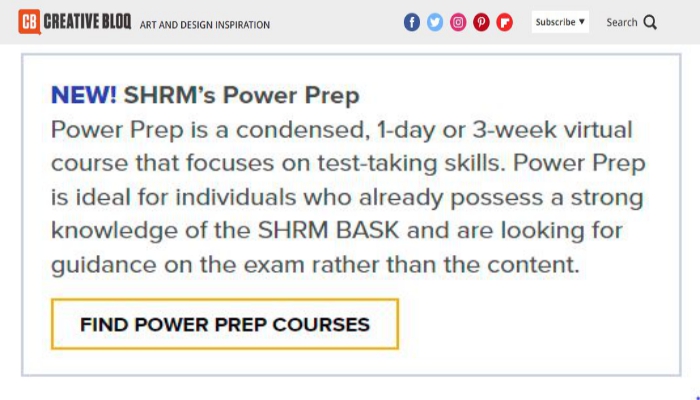 CB CREATIVE BLOQ ART AND DESIGN INSPIRATION Subscribe ▼ Search
NEW! SHRM's Power Prep
Power Prep is a condensed, 1-day or 3-week virtual
course that focuses on test-taking skills. Power Prep
is ideal for individuals who already possess a strong
knowledge of the SHRM BASK and are looking for
guidance on the exam rather than the content.
FIND POWER PREP COURSES